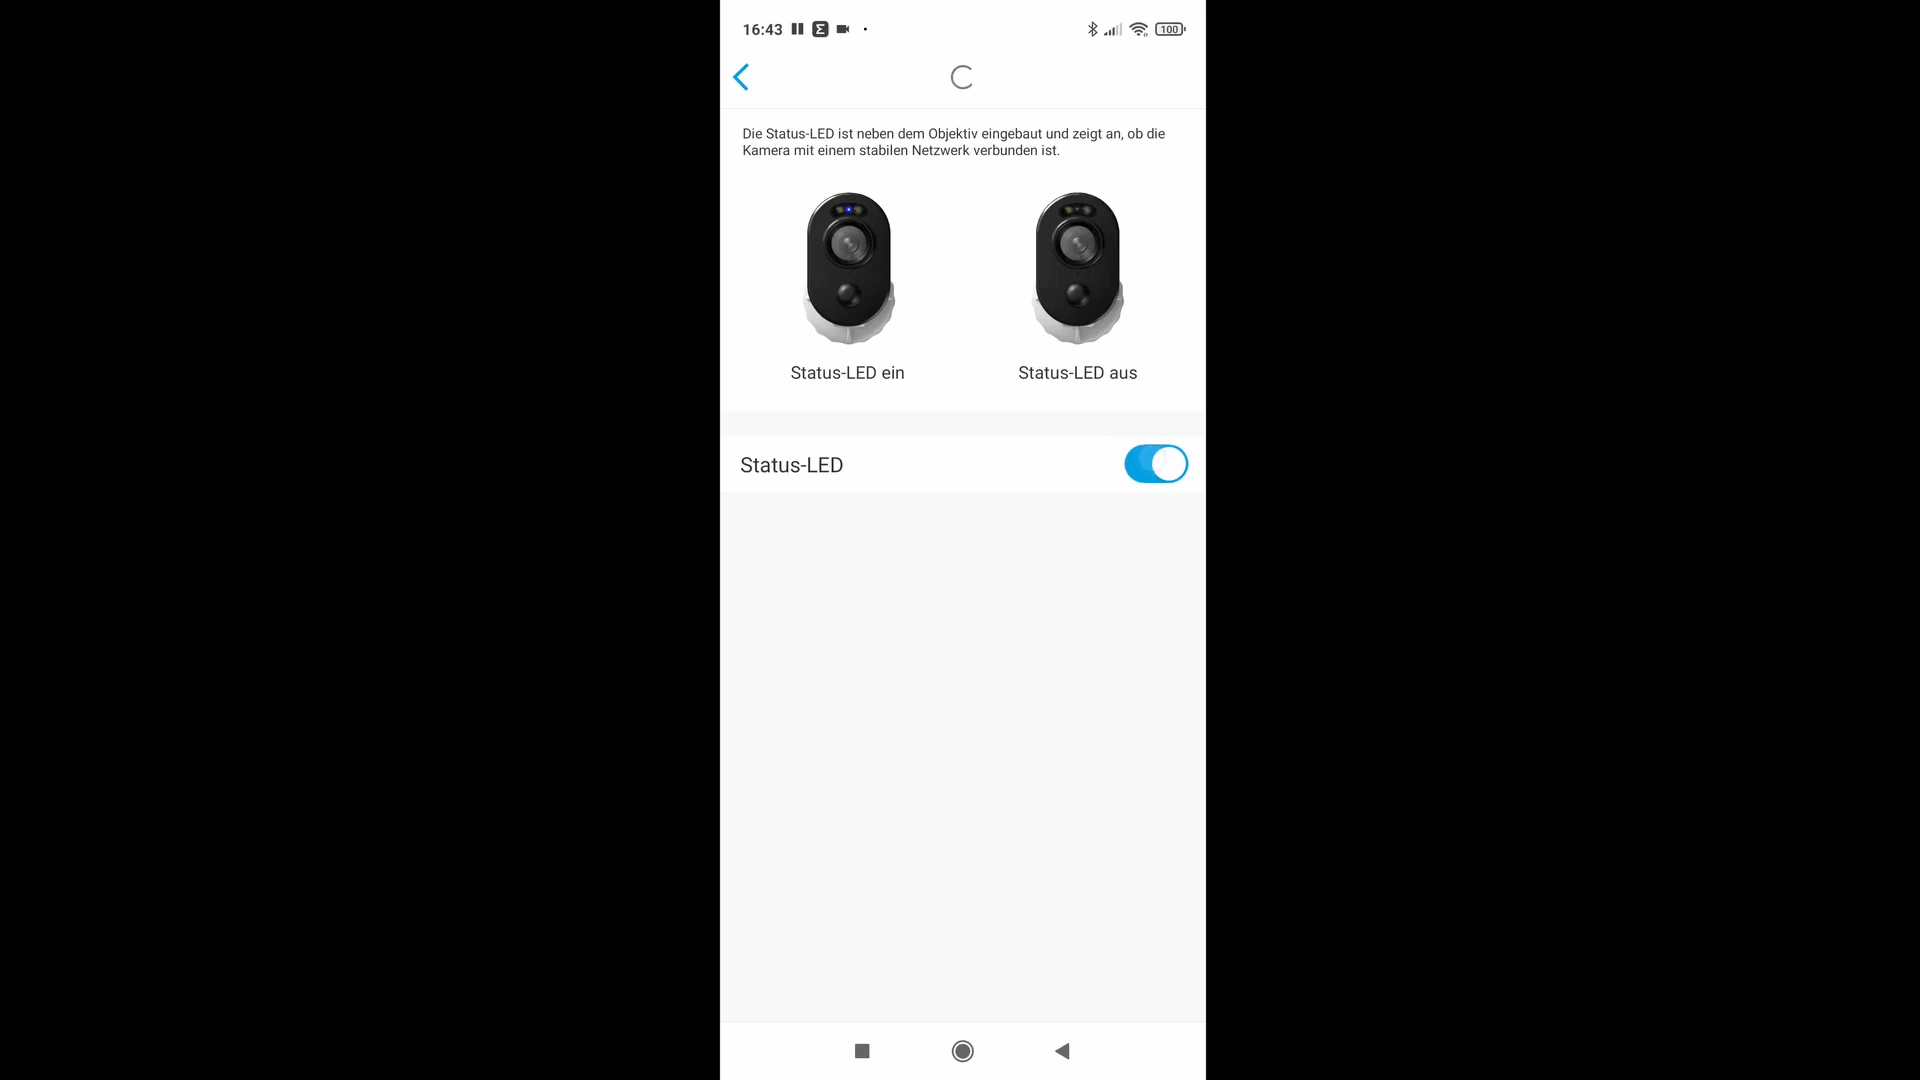 16:43
100
Die Status-LED ist neben dem Objektiv eingebaut und zeigt an, ob die
Kamera mit einem stabilen Netzwerk verbunden ist.
Status-LED ein
Status-LED aus
Status-LED